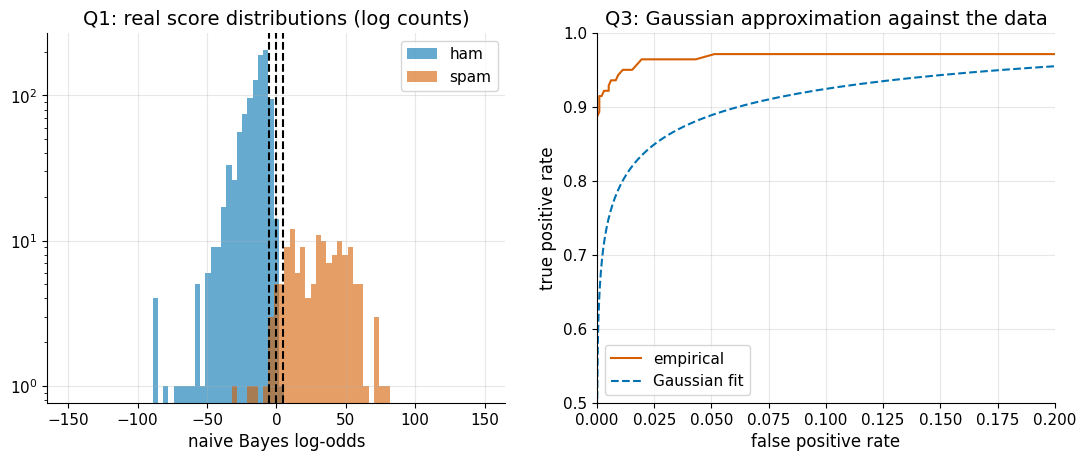 Q1: real score distributions (log counts)
ham
spam
10²
10¹
10⁰
−150
−100
−50
0
50
100
150
naive Bayes log-odds
Q3: Gaussian approximation against the data
1.0
0.9
0.8
0.7
0.6
0.5
true positive rate
empirical
Gaussian fit
0.000
0.025
0.050
0.075
0.100
0.125
0.150
0.175
0.200
false positive rate